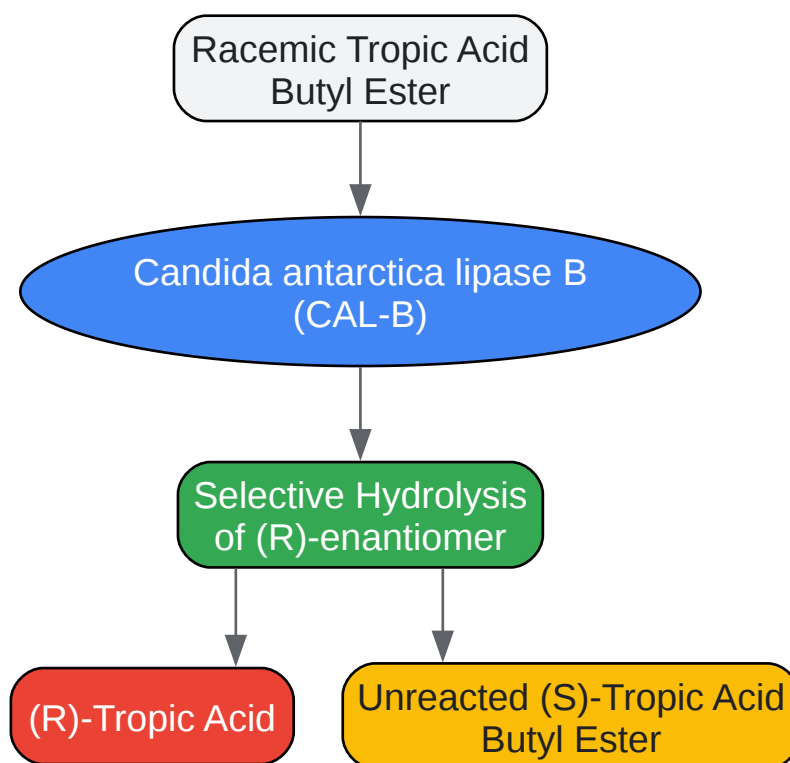 Racemic Tropic Acid
Butyl Ester
Candida antarctica lipase B
(CAL-B)
Selective Hydrolysis
of (R)-enantiomer
(R)-Tropic Acid
Unreacted (S)-Tropic Acid
Butyl Ester